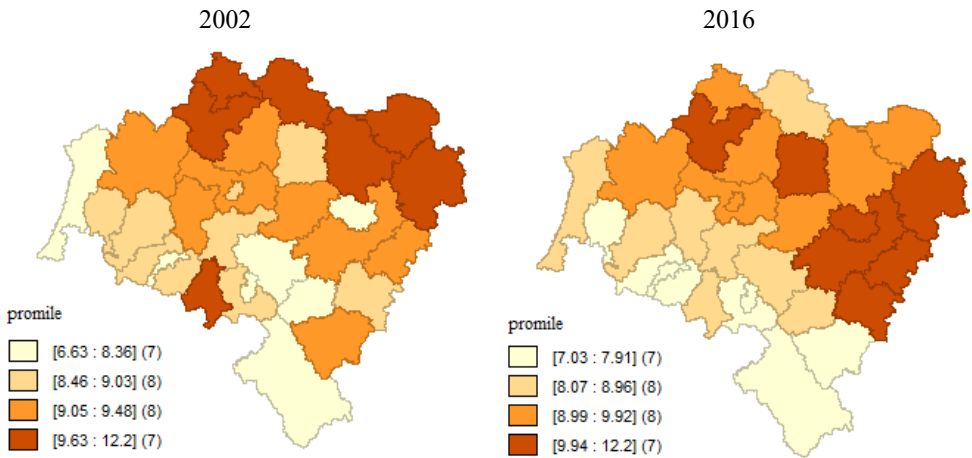 2002
2016
promile
[6.63 : 8.36] (7)
[8.46 : 9.03] (8)
[9.05 : 9.48] (8)
[9.63 : 12.2] (7)
promile
[7.03 : 7.91] (7)
[8.07 : 8.96] (8)
[8.99 : 9.92] (8)
[9.94 : 12.2] (7)